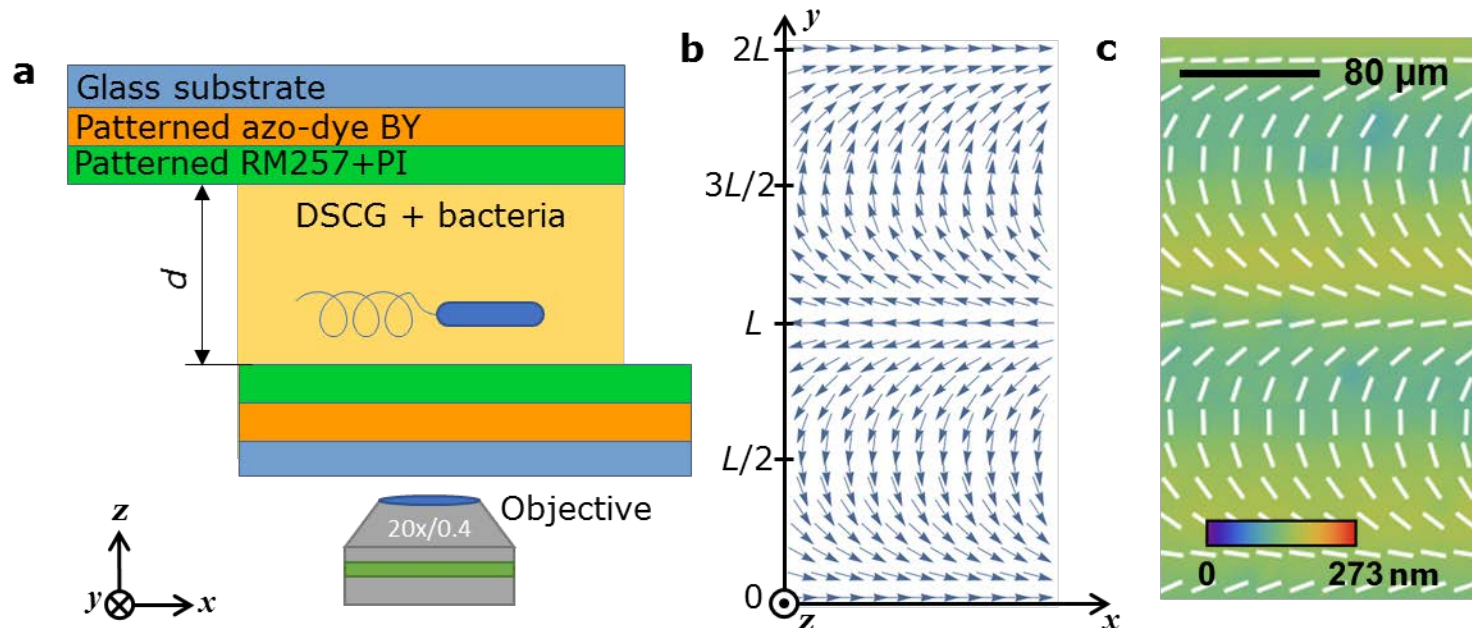 a
Glass substrate
Patterned azo-dye BY
Patterned RM257+PI
DSCG + bacteria
d
Objective
20x/0.4
z
y
x
b
y
2L
3L/2
L
L/2
0
z
x
c
80 μm
0
273 nm